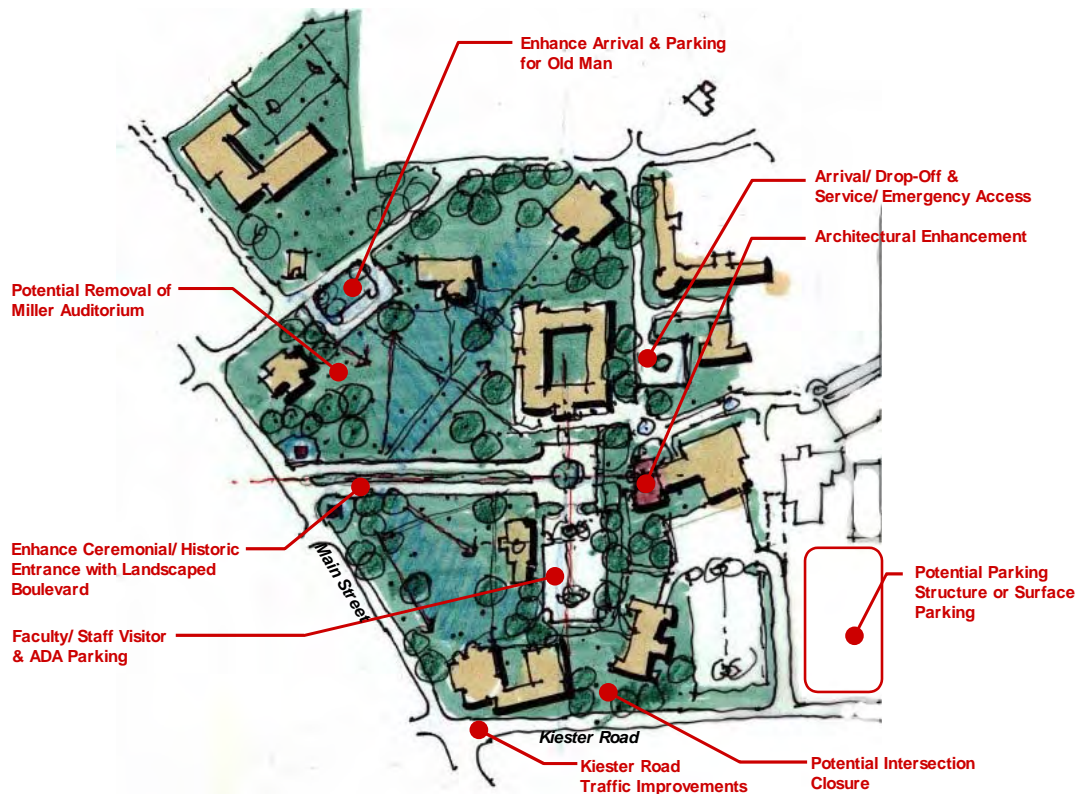 Enhance Arrival & Parking
for Old Man
Arrival/ Drop-Off &
Service/ Emergency Access
Architectural Enhancement
Potential Removal of
Miller Auditorium
Enhance Ceremonial/ Historic
Entrance with Landscaped
Boulevard
Main Street
Faculty/ Staff Visitor
& ADA Parking
Potential Parking
Structure or Surface
Parking
Kiester Road
Kiester Road
Traffic Improvements
Potential Intersection
Closure